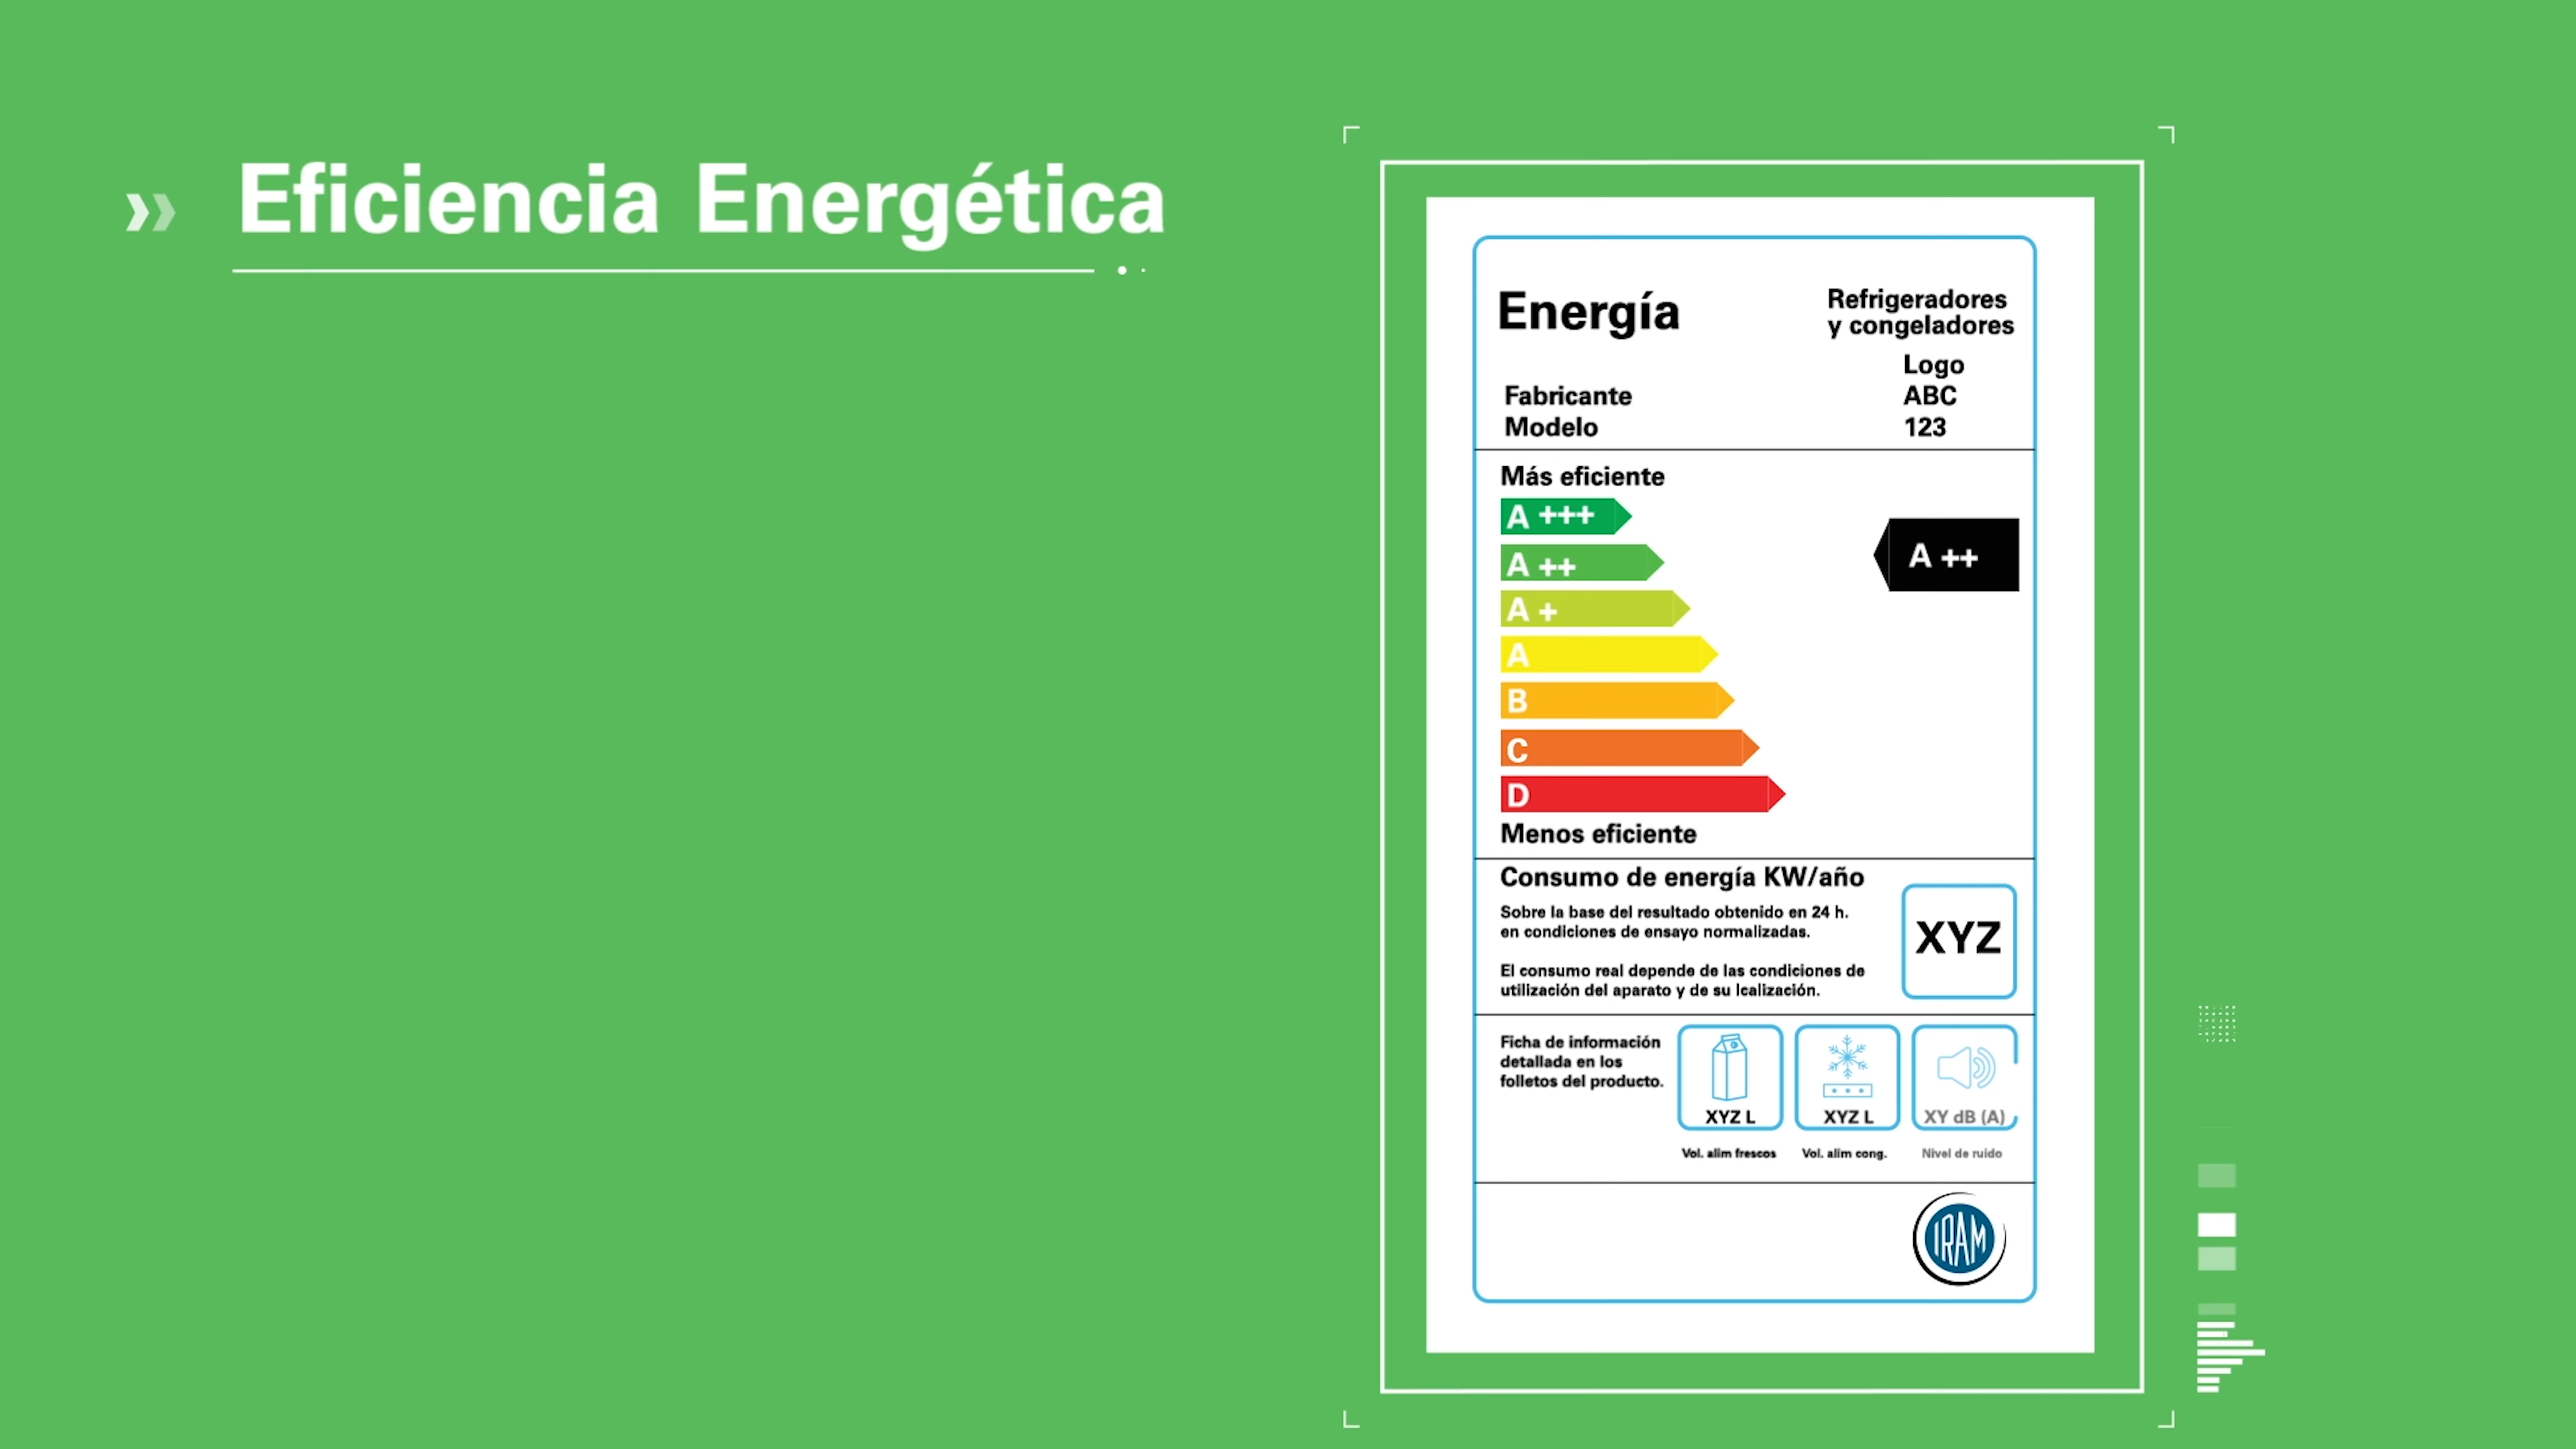 Eficiencia Energética
Energía
Refrigeradores
y congeladores
Logo
Fabricante
ABC
Modelo
123
Más eficiente
A +++
A ++
A ++
A +
A
B
C
D
Menos eficiente
Consumo de energía KW/año
Sobre la base del resultado obtenido en 24 h.
en condiciones de ensayo normalizadas.
XYZ
El consumo real depende de las condiciones de
utilización del aparato y de su lcalización.
Ficha de información
detallada en los
folletos del producto.
XYZ L
XYZ L
XY dB (A)
Vol. alim frescos
Vol. alim cong.
Nivel de ruido
IRAM